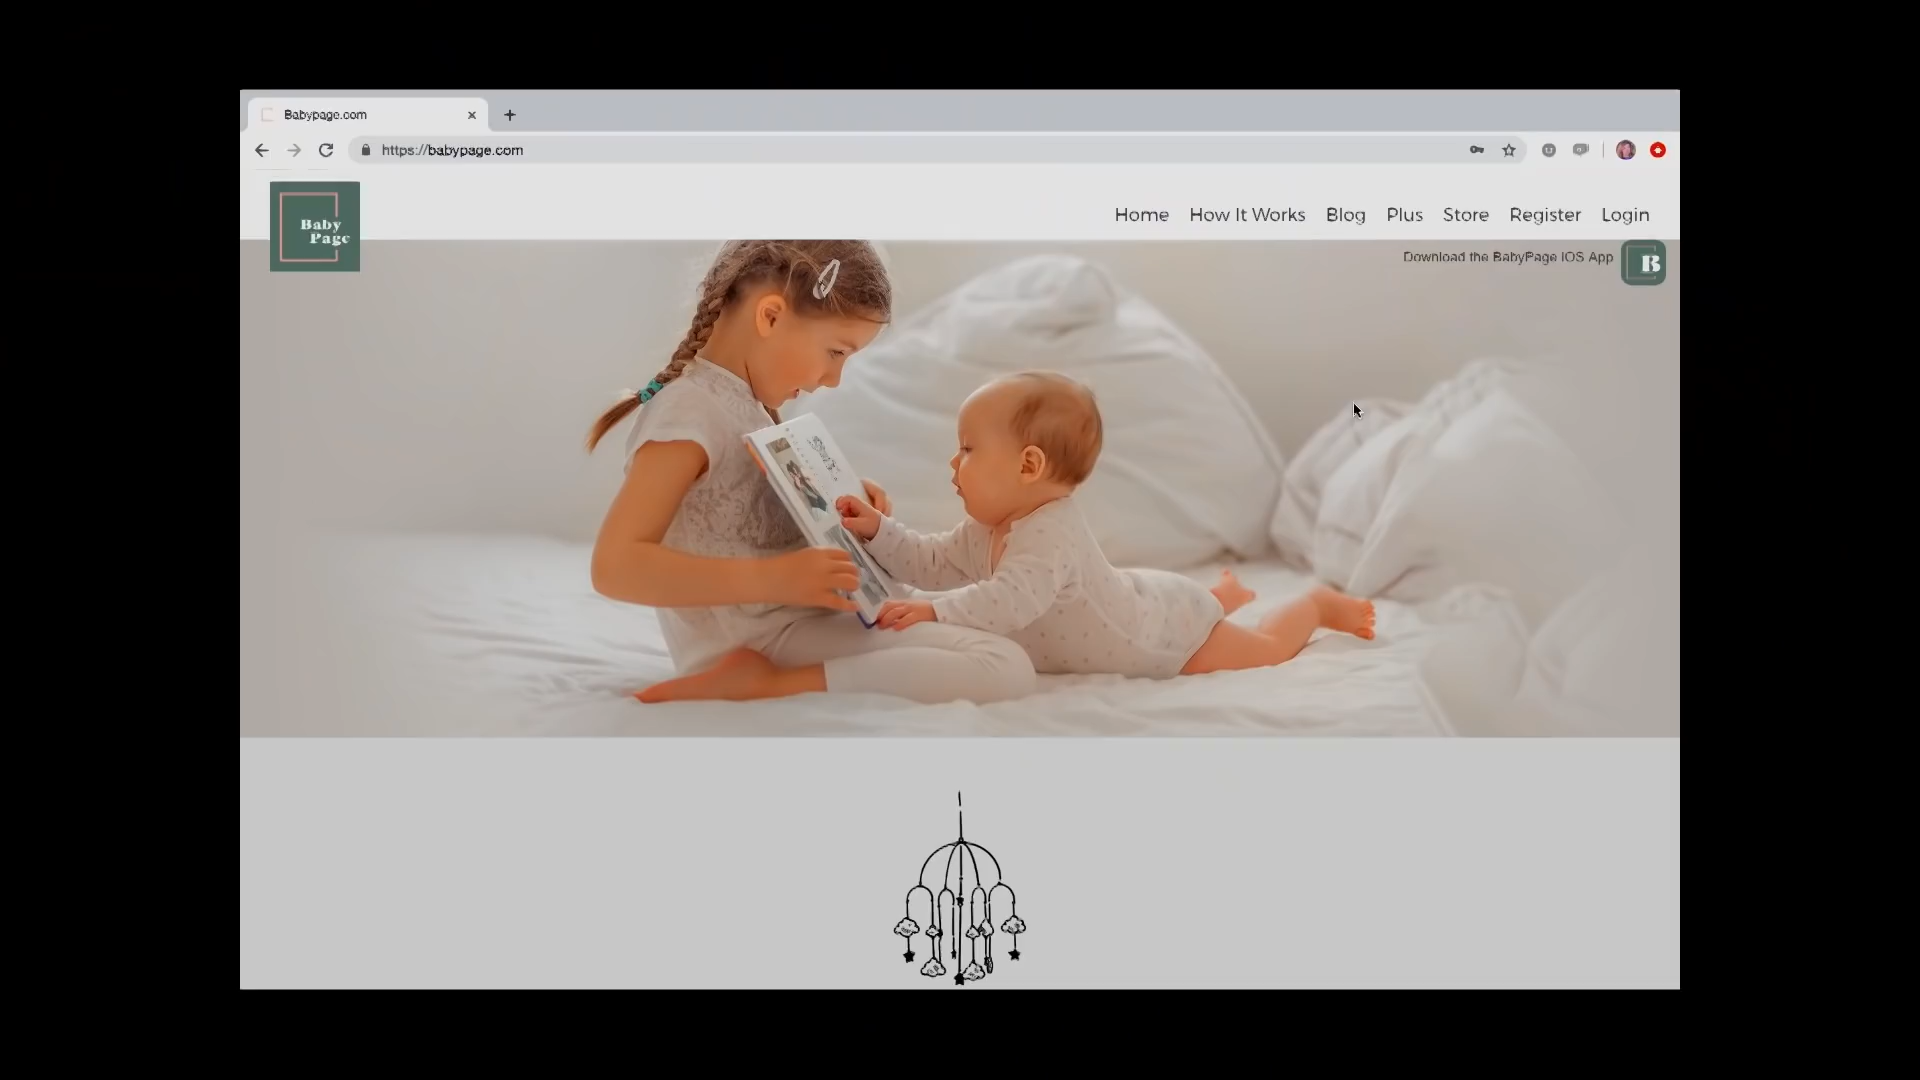 Babypage.com
https://babypage.com
Baby
Page
Home How It Works Blog Plus Store Register Login
Download the BabyPage IOS App
B